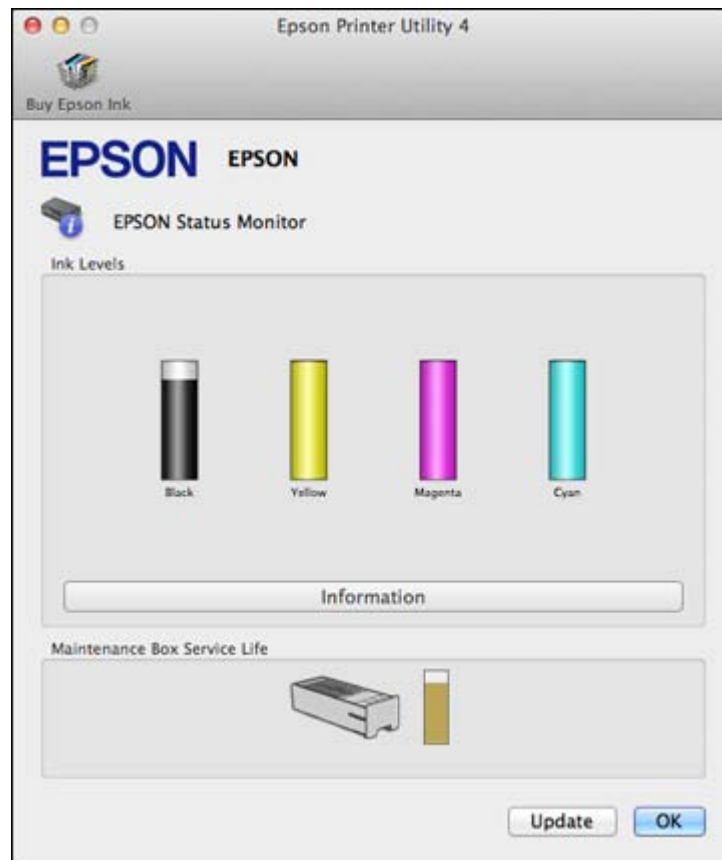 Epson Printer Utility 4
Buy Epson Ink
EPSON EPSON
i
EPSON Status Monitor
Ink Levels
Black Yellow Magenta Cyan
Information
Maintenance Box Service Life
Update OK